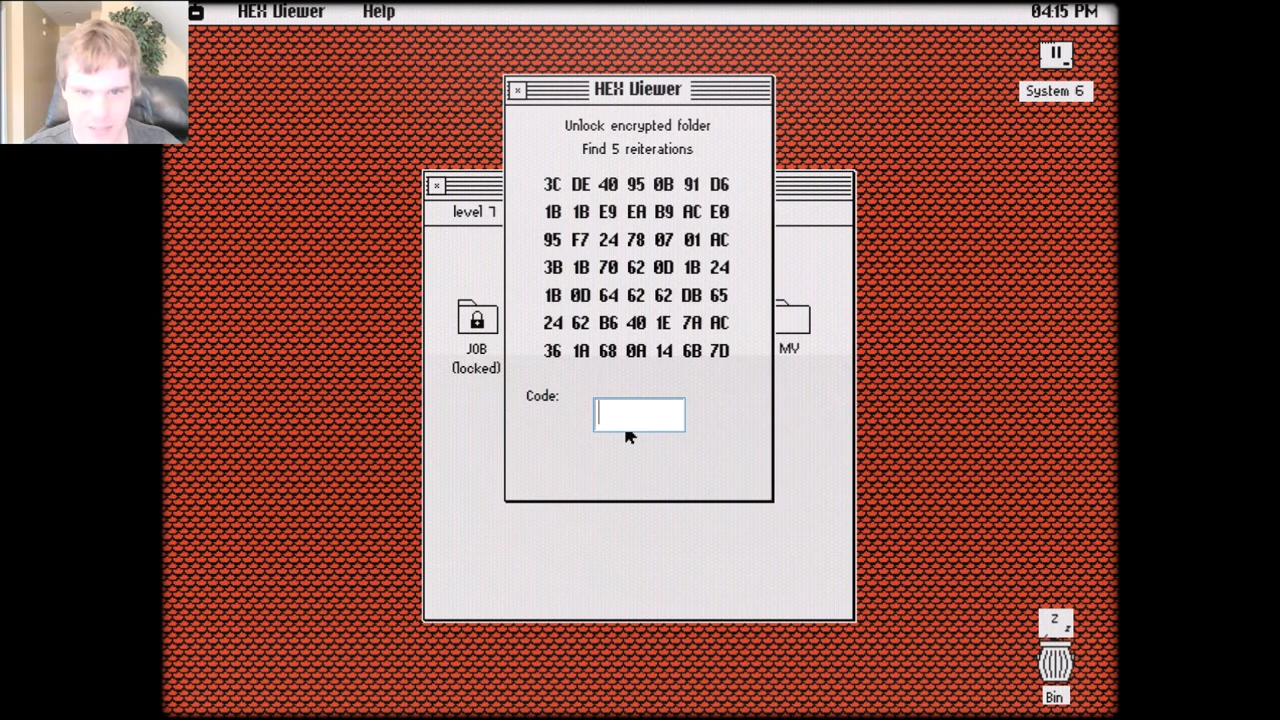 HEX Viewer Help 04:15 PM
System 6
HEX Viewer
Unlock encrypted folder
Find 5 reiterations
3C DE 40 95 0B 91 D6
1B 1B E9 EA B9 AC E0
95 F7 24 78 07 01 AC
3B 1B 70 62 0D 1B 24
1B 0D 64 62 62 DB 65
24 62 B6 40 1E 7A AC
36 1A 68 0A 14 6B 7D
Code:
level 7
JOB
(locked)
MY
Z z
Bin